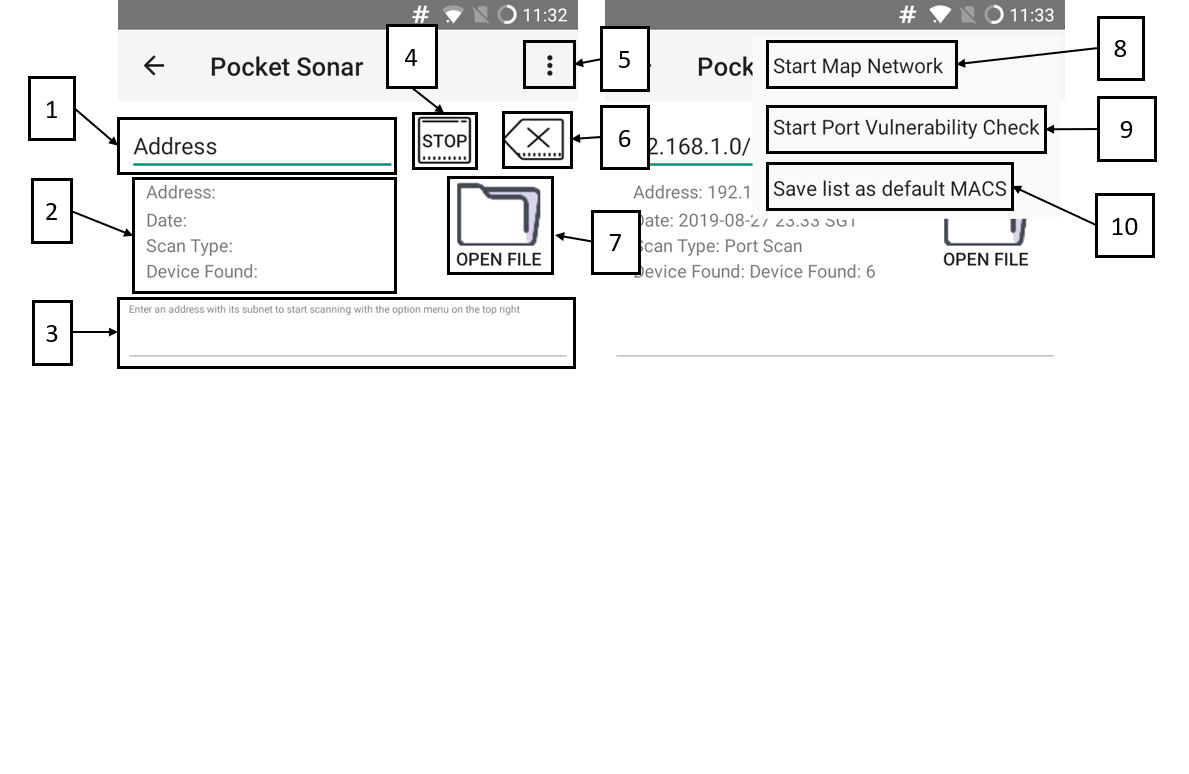 # 11:32
Pocket Sonar
4
5
1
Address
STOP
6
2
Address:
Date:
Scan Type:
Device Found:
OPEN FILE
7
3
Enter an address with its subnet to start scanning with the option menu on the top right
# 11:33
Pock
Start Map Network
8
2.168.1.0/
Start Port Vulnerability Check
9
Save list as default MACS
10
Address: 192.1
Date: 2019-08-27 23:33 SGT
Scan Type: Port Scan
Device Found: Device Found: 6
OPEN FILE